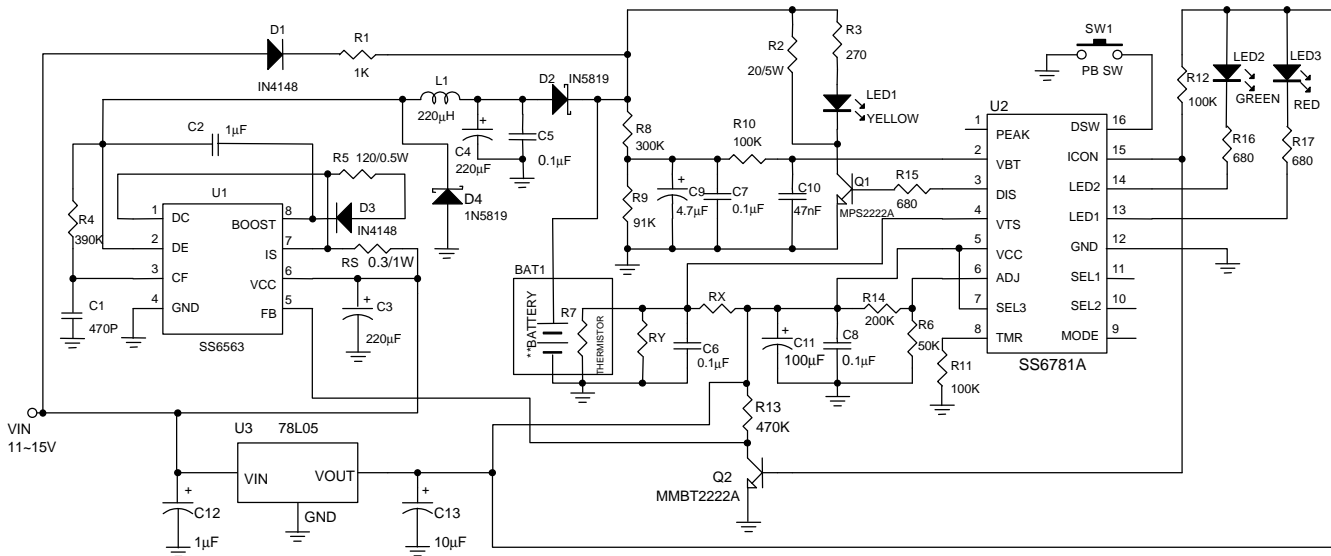 D1
IN4148
R1
1K
R2
20/5W
R3
270
LED1
YELLOW
SW1
PB SW
R12
100K
LED2
GREEN
LED3
RED
L1
220µH
D2
IN5819
C4
220µF
+
C5
0.1µF
C2
1µF
R5
120/0.5W
D4
1N5819
R8
300K
R10
100K
R9
91K
C9
4.7µF
+
C7
0.1µF
C10
47nF
Q1
MPS2222A
R15
680
R16
680
R17
680
U2
1
PEAK
2
VBT
3
DIS
4
VTS
5
VCC
6
ADJ
7
SEL3
8
TMR
DSW
16
ICON
15
LED2
14
LED1
13
GND
12
SEL1
11
SEL2
10
MODE
9
SS6781A
R4
390K
U1
1
DC
2
DE
3
CF
4
GND
BOOST
8
IS
7
VCC
6
FB
5
SS6563
D3
IN4148
RS
0.3/1W
C1
470P
C3
220µF
+
BAT1
**BATTERY
R7
THERMISTOR
RY
RX
C6
0.1µF
C11
100µF
+
C8
0.1µF
R14
200K
R6
50K
R11
100K
R13
470K
VIN
11~15V
U3
78L05
VIN
VOUT
GND
C12
1µF
+
C13
10µF
+
Q2
MMBT2222A